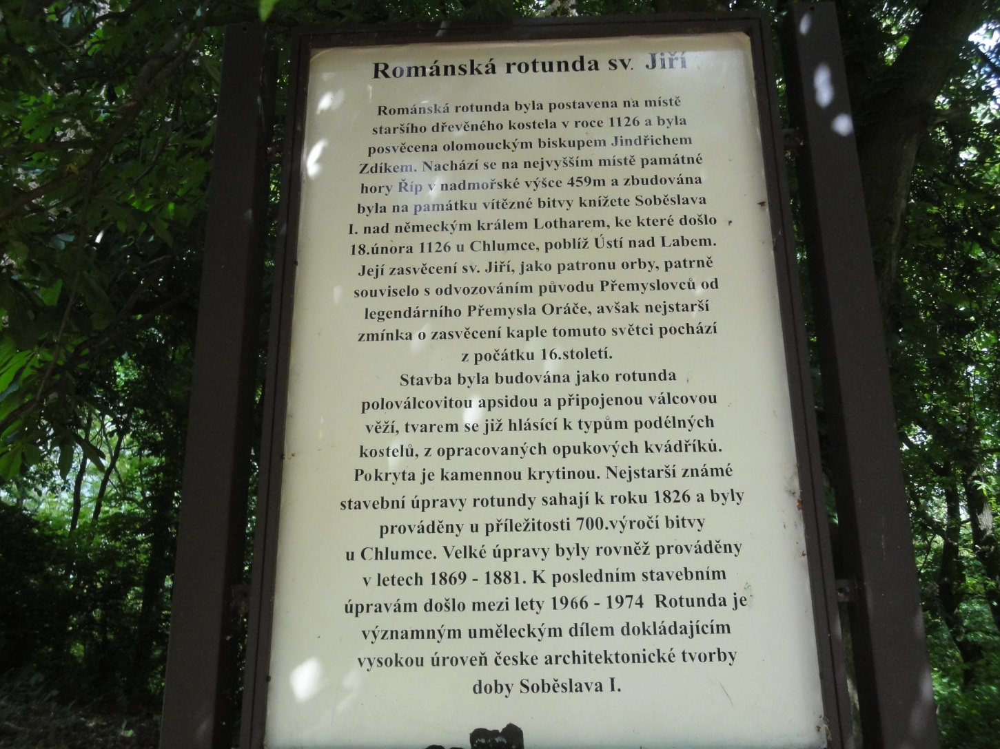 Románská rotunda sv. Jiří
Románská rotunda byla postavena na místě
staršího dřevěného kostela v roce 1126 a byla
posvěcena olomouckým biskupem Jindřichem
Zdíkem. Nachází se na nejvyšším místě památné
hory Říp v nadmořské výšce 459m a zbudována
byla na památku vítězné bitvy knížete Soběslava
I. nad německým králem Lotharem, ke které došlo
18.února 1126 u Chlumce, poblíž Ústí nad Labem.
Její zasvěcení sv. Jiří, jako patronu orby, patrně
souviselo s odvozováním původu Přemyslovců od
legendárního Přemysla Oráče, avšak nejstarší
zmínka o zasvěcení kaple tomuto světci pochází
z počátku 16.století.
Stavba byla budována jako rotunda
poloválcovitou apsidou a připojenou válcovou
věží, tvarem se již hlásící k typům podélných
kostelů, z opracovaných opukových kvádříků.
Pokryta je kamennou krytinou. Nejstarší známé
stavební úpravy rotundy sahají k roku 1826 a byly
prováděny u příležitosti 700.výročí bitvy
u Chlumce. Velké úpravy byly rovněž prováděny
v letech 1869 - 1881. K posledním stavebním
úpravám došlo mezi lety 1966 - 1974 Rotunda je
významným uměleckým dílem dokládajícím
vysokou úroveň česke architektonické tvorby
doby Soběslava I.